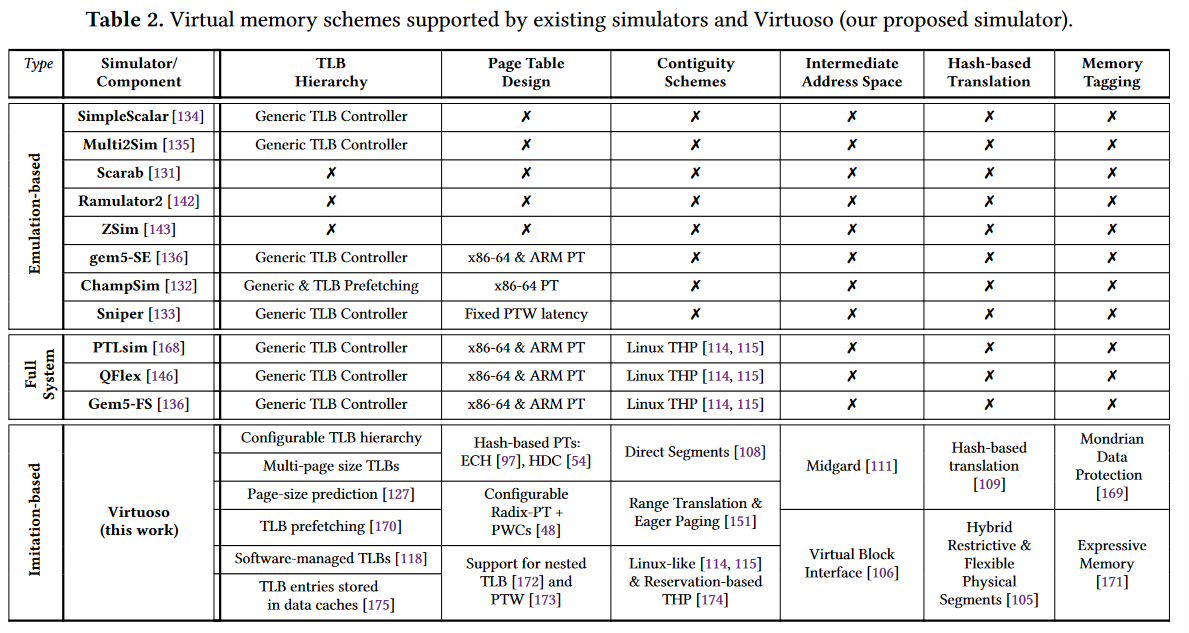 Table 2. Virtual memory schemes supported by existing simulators and Virtuoso (our proposed simulator).
Type Simulator/ Component TLB Hierarchy Page Table Design Contiguity Schemes Intermediate Address Space Hash-based Translation Memory Tagging
Emulation-based
SimpleScalar [134] Generic TLB Controller ✗ ✗ ✗ ✗ ✗
Multi2Sim [135] Generic TLB Controller ✗ ✗ ✗ ✗ ✗
Scarab [131] ✗ ✗ ✗ ✗ ✗ ✗
Ramulator2 [142] ✗ ✗ ✗ ✗ ✗ ✗
ZSim [143] ✗ ✗ ✗ ✗ ✗ ✗
gem5-SE [136] Generic TLB Controller x86-64 & ARM PT ✗ ✗ ✗ ✗
ChampSim [132] Generic & TLB Prefetching x86-64 PT ✗ ✗ ✗ ✗
Sniper [133] Generic TLB Controller Fixed PTW latency ✗ ✗ ✗ ✗
Full
System
PTLsim [168] Generic TLB Controller x86-64 & ARM PT Linux THP [114, 115] ✗ ✗ ✗
QFlex [146] Generic TLB Controller x86-64 & ARM PT Linux THP [114, 115] ✗ ✗ ✗
Gem5-FS [136] Generic TLB Controller x86-64 & ARM PT Linux THP [114, 115] ✗ ✗ ✗
Imitation-based
Virtuoso
(this work)
Configurable TLB hierarchy
Multi-page size TLBs
Page-size prediction [127]
TLB prefetching [170]
Software-managed TLBs [118]
TLB entries stored
in data caches [175]
Hash-based PTs:
ECH [97], HDC [54]
Configurable
Radix-PT +
PWCs [48]
Support for nested
TLB [172] and
PTW [173]
Direct Segments [108]
Range Translation &
Eager Paging [151]
Linux-like [114, 115]
& Reservation-based
THP [174]
Midgard [111]
Virtual Block
Interface [106]
Hash-based
translation
[109]
Hybrid
Restrictive &
Flexible
Physical
Segments [105]
Mondrian
Data
Protection
[169]
Expressive
Memory
[171]